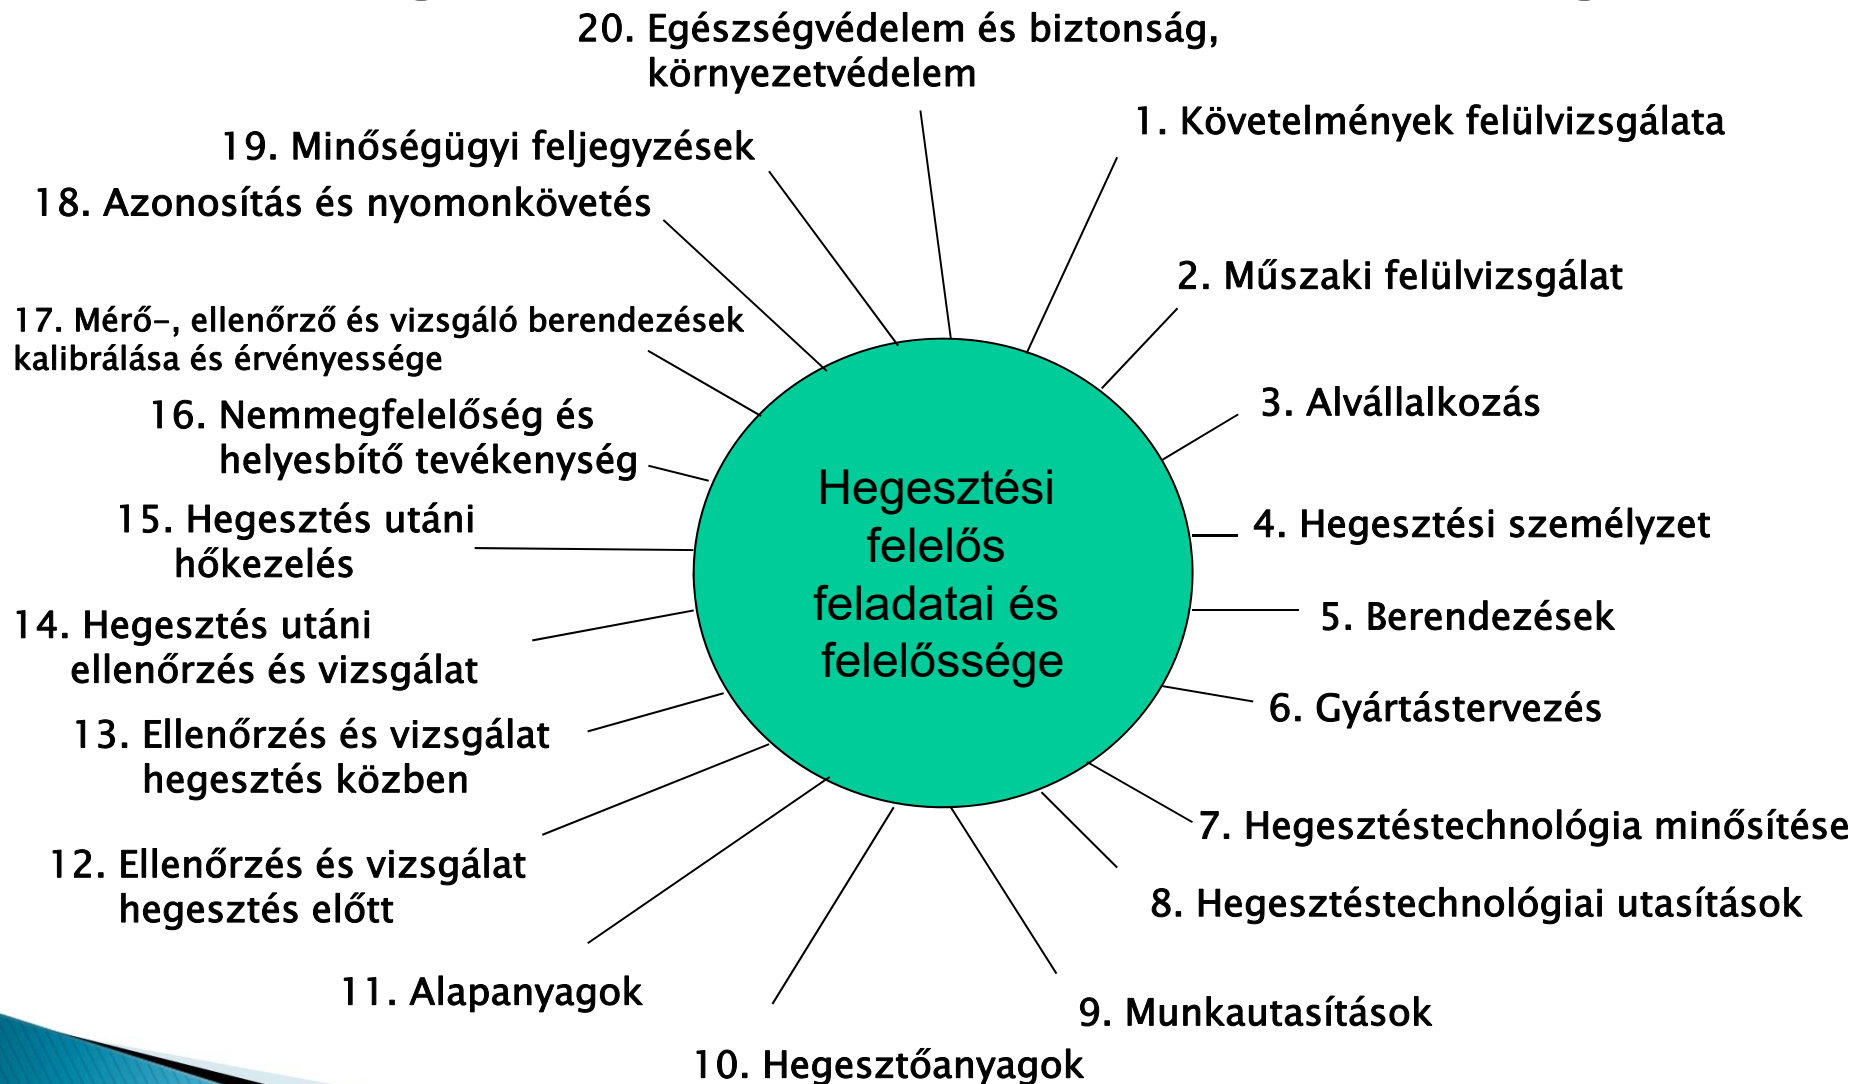 20. Egészségvédelem és biztonság,
környezetvédelem
1. Követelmények felülvizsgálata
19. Minőségügyi feljegyzések
18. Azonosítás és nyomonkövetés
2. Műszaki felülvizsgálat
17. Mérő-, ellenőrző és vizsgáló berendezések
kalibrálása és érvényessége
3. Alvállalkozás
16. Nemmegfelelőség és
helyesbítő tevékenység
Hegesztési
felelős
feladatai és
felelőssége
15. Hegesztés utáni
hőkezelés
4. Hegesztési személyzet
14. Hegesztés utáni
ellenőrzés és vizsgálat
5. Berendezések
6. Gyártástervezés
13. Ellenőrzés és vizsgálat
hegesztés közben
7. Hegesztéstechnológia minősítése
12. Ellenőrzés és vizsgálat
hegesztés előtt
8. Hegesztéstechnológiai utasítások
11. Alapanyagok
9. Munkautasítások
10. Hegesztőanyagok